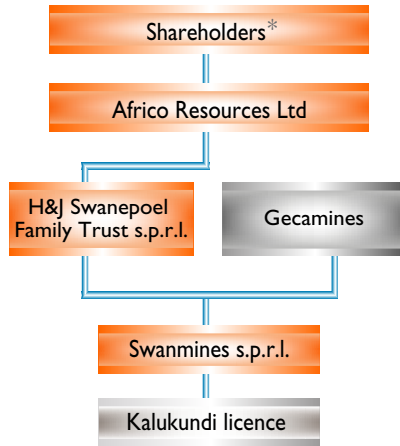 Shareholders*
Africo Resources Ltd
H&J Swanepoel
Family Trust s.p.r.l.
Gecamines
Swanmines s.p.r.l.
Kalukundi licence